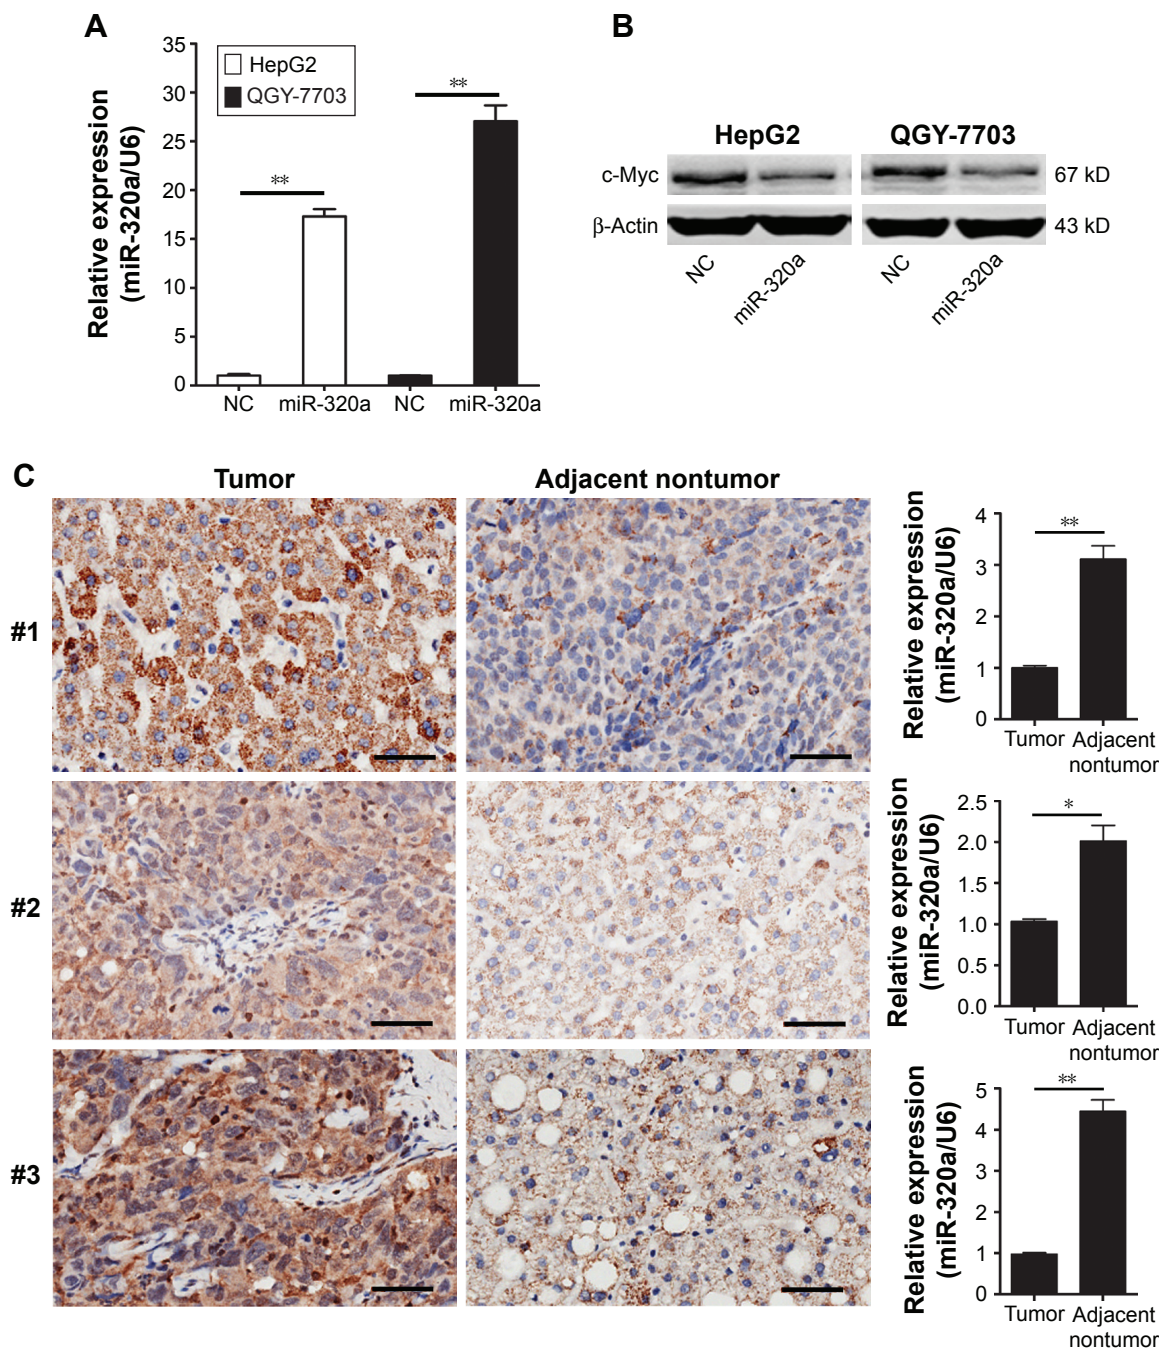 A
35
30
25
20
15
10
5
0
Relative expression
(miR-320a/U6)
HepG2
QGY-7703
**
**
NC
miR-320a
NC
miR-320a
B
HepG2
QGY-7703
c-Myc
67 kD
β-Actin
43 kD
NC
miR-320a
NC
miR-320a
C
Tumor
Adjacent nontumor
#1
Relative expression
(miR-320a/U6)
4
3
2
1
0
**
Tumor
Adjacent
nontumor
#2
Relative expression
(miR-320a/U6)
2.5
2.0
1.5
1.0
0.5
0.0
*
Tumor
Adjacent
nontumor
#3
Relative expression
(miR-320a/U6)
5
4
3
2
1
0
**
Tumor
Adjacent
nontumor